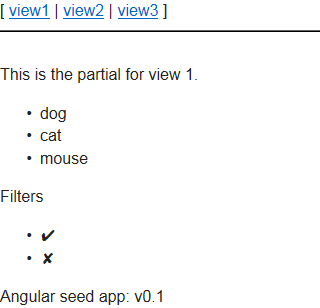 [ view1 | view2 | view3 ]
This is the partial for view 1.
• dog
• cat
• mouse
Filters
• ✔
• ✘
Angular seed app: v0.1